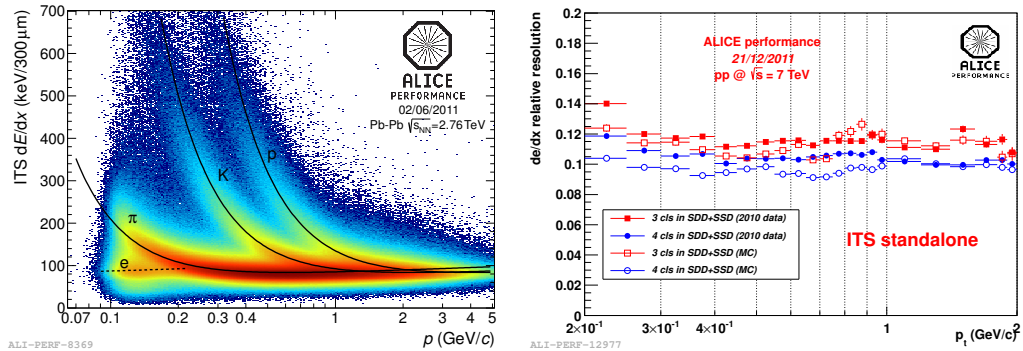 ITS dE/dx (keV/300 μm)
700
600
500
400
300
200
100
0
ALICE
PERFORMANCE
02/06/2011
Pb-Pb √sNN=2.76TeV
π
K
p
e
0.07 0.1 0.2 0.3 0.4 1 2 3 4 5
p (GeV/c)
ALI-PERF-8369
de/dx relative resolution
0.2
0.18
0.16
0.14
0.12
0.1
0.08
0.06
0.04
0.02
0
ALICE performance
21/12/2011
pp @ √s = 7 TeV
ALICE
PERFORMANCE
3 cls in SDD+SSD (2010 data)
4 cls in SDD+SSD (2010 data)
3 cls in SDD+SSD (MC)
4 cls in SDD+SSD (MC)
ITS standalone
2×10⁻¹ 3×10⁻¹ 4×10⁻¹ 1 2
pt (GeV/c)
ALI-PERF-12977